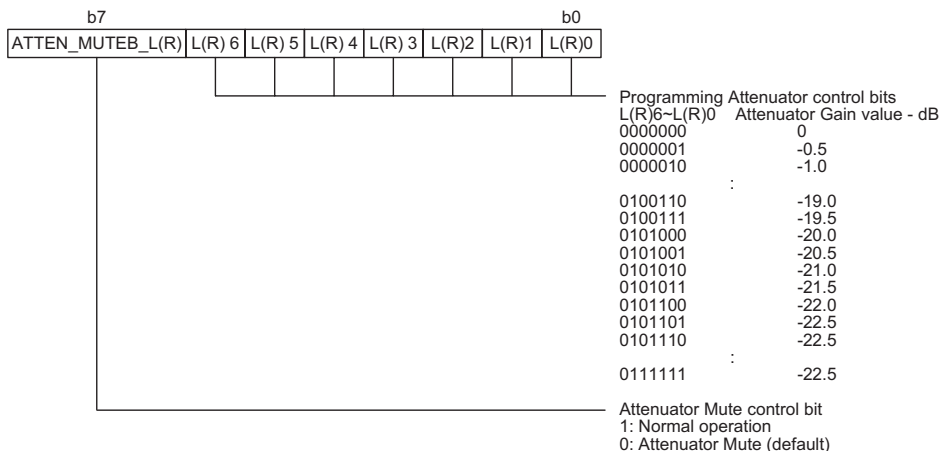 b7 b0
ATTEN_MUTEB_L(R) L(R) 6 L(R) 5 L(R) 4 L(R) 3 L(R)2 L(R)1 L(R)0
Programming Attenuator control bits
L(R)6~L(R)0 Attenuator Gain value - dB
0000000 0
0000001 -0.5
0000010 -1.0
:
0100110 -19.0
0100111 -19.5
0101000 -20.0
0101001 -20.5
0101010 -21.0
0101011 -21.5
0101100 -22.0
0101101 -22.5
0101110 -22.5
:
0111111 -22.5
Attenuator Mute control bit
1: Normal operation
0: Attenuator Mute (default)